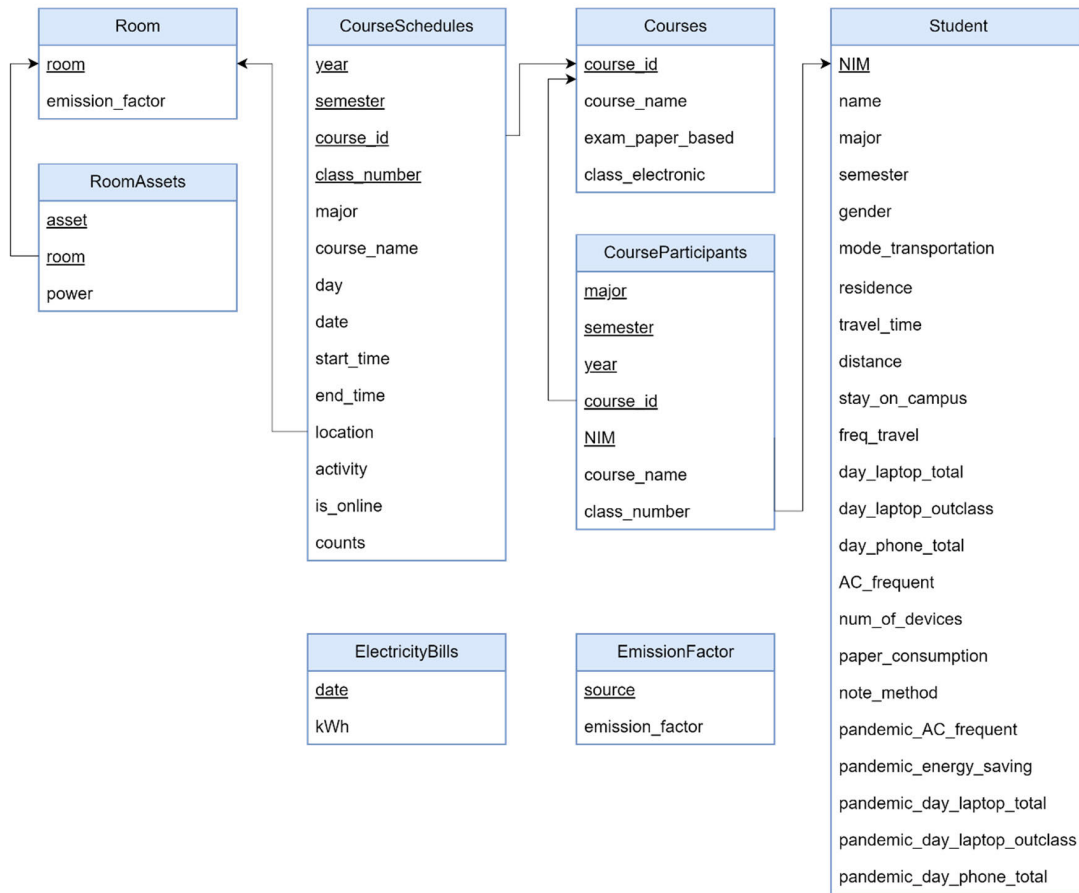 Room
room
emission_factor
RoomAssets
asset
room
power
CourseSchedules
year
semester
course_id
class_number
major
course_name
day
date
start_time
end_time
location
activity
is_online
counts
Courses
course_id
course_name
exam_paper_based
class_electronic
CourseParticipants
major
semester
year
course_id
NIM
course_name
class_number
Student
NIM
name
major
semester
gender
mode_transportation
residence
travel_time
distance
stay_on_campus
freq_travel
day_laptop_total
day_laptop_outclass
day_phone_total
AC_frequent
num_of_devices
paper_consumption
note_method
pandemic_AC_frequent
pandemic_energy_saving
pandemic_day_laptop_total
pandemic_day_laptop_outclass
pandemic_day_phone_total
ElectricityBills
date
kWh
EmissionFactor
source
emission_factor